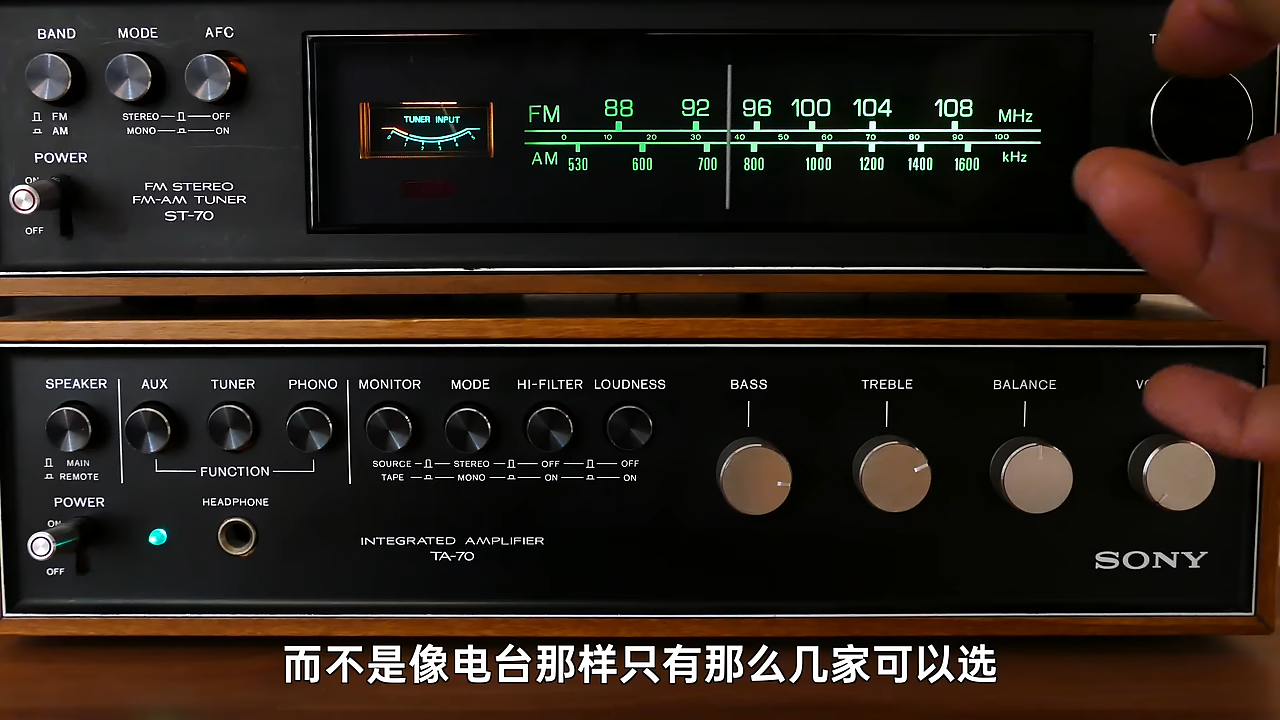 BAND MODE AFC
FM STEREO OFF
AM MONO ON
POWER
ON
OFF
FM STEREO
FM-AM TUNER
ST-70
TUNER INPUT
FM 88 92 96 100 104 108 MHz
0 10 20 30 40 50 60 70 80 90 100
AM 530 600 700 800 1000 1200 1400 1600 kHz
SPEAKER AUX TUNER PHONO MONITOR MODE HI-FILTER LOUDNESS BASS TREBLE BALANCE
MAIN SOURCE STEREO OFF OFF
REMOTE FUNCTION TAPE MONO ON ON
POWER HEADPHONE
ON
OFF
INTEGRATED AMPLIFIER
TA-70
SONY
而不是像电台那样只有那么几家可以选